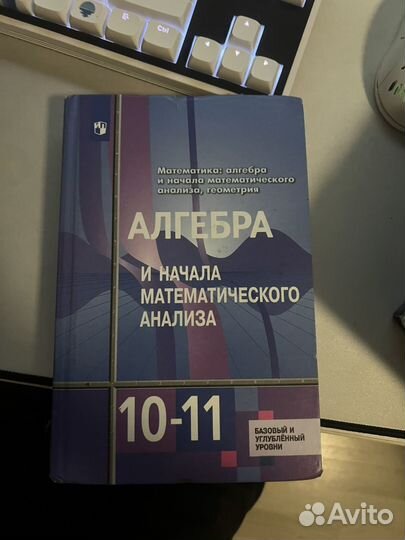 Математика: алгебра
и начала математического
анализа, геометрия
АЛГЕБРА
И НАЧАЛА
МАТЕМАТИЧЕСКОГО
АНАЛИЗА
10-11
БАЗОВЫЙ И
УГЛУБЛЁННЫЙ
УРОВНИ
Avito